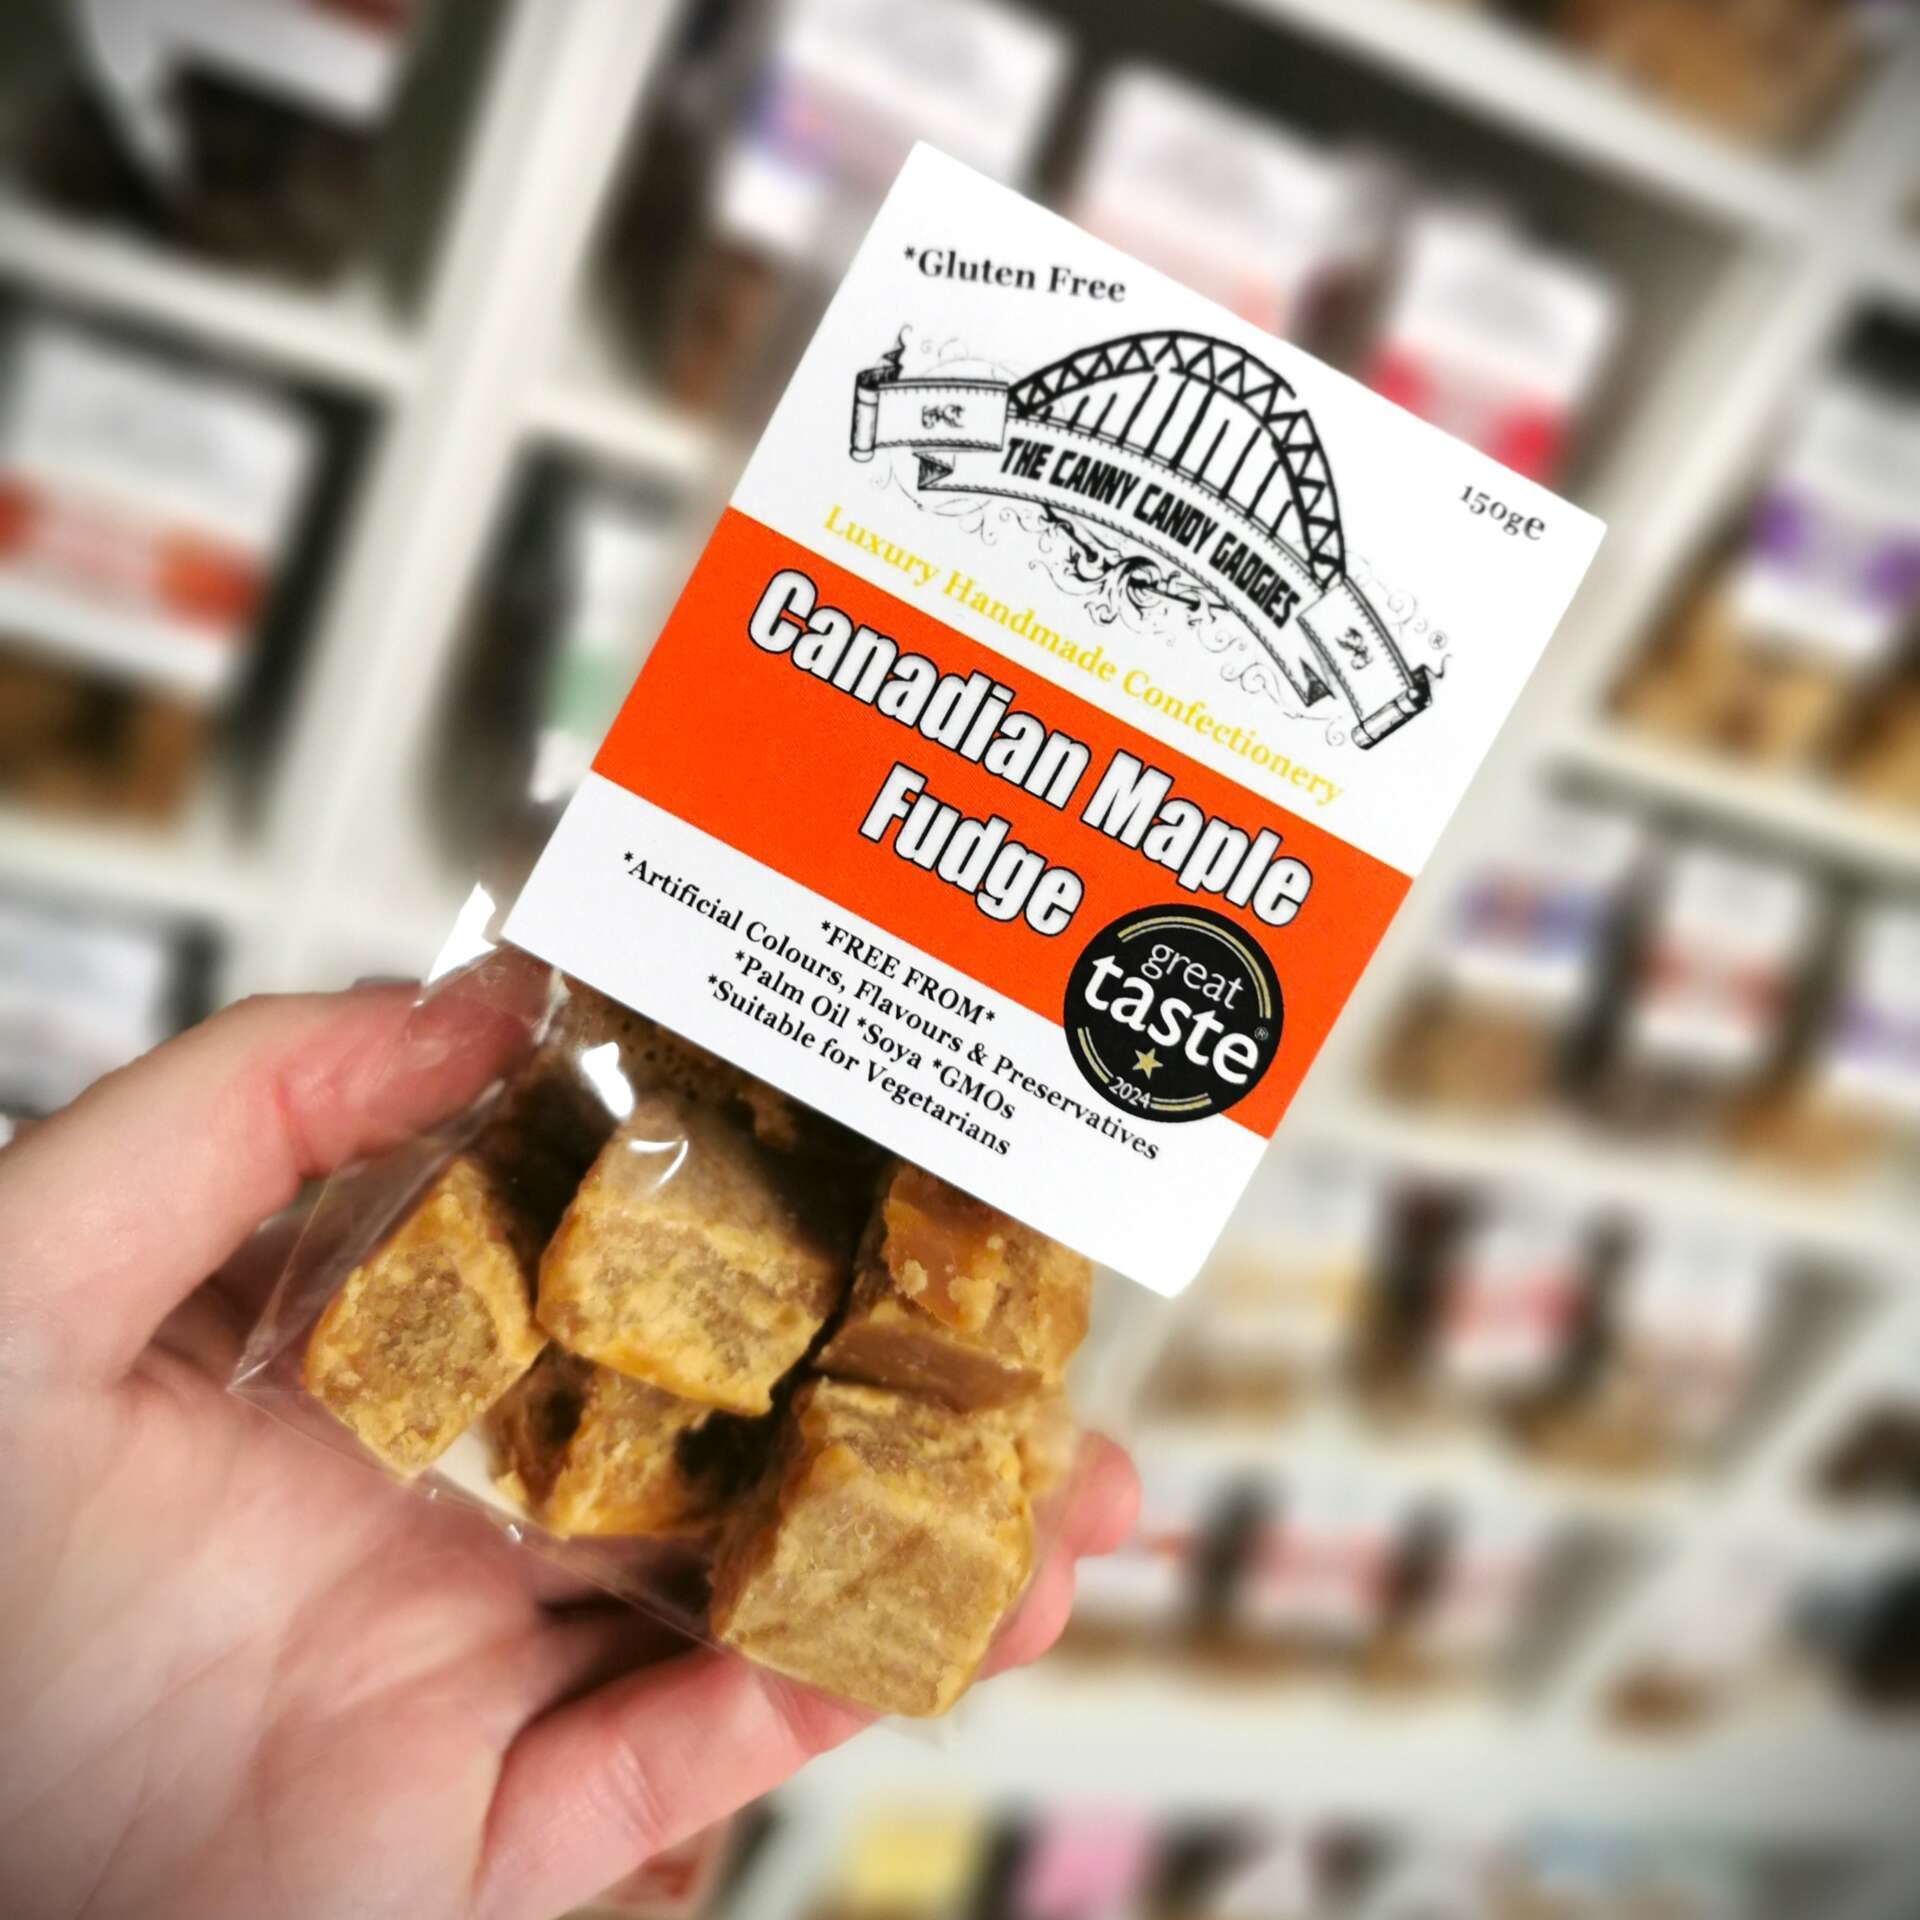 *Gluten Free
150g℮
THE CANNY CANDY GADGIES
®
Luxury Handmade Confectionery
Canadian Maple
Fudge
great
taste®
2024
*FREE FROM*
*Artificial Colours, Flavours & Preservatives
*Palm Oil *Soya *GMOs
*Suitable for Vegetarians